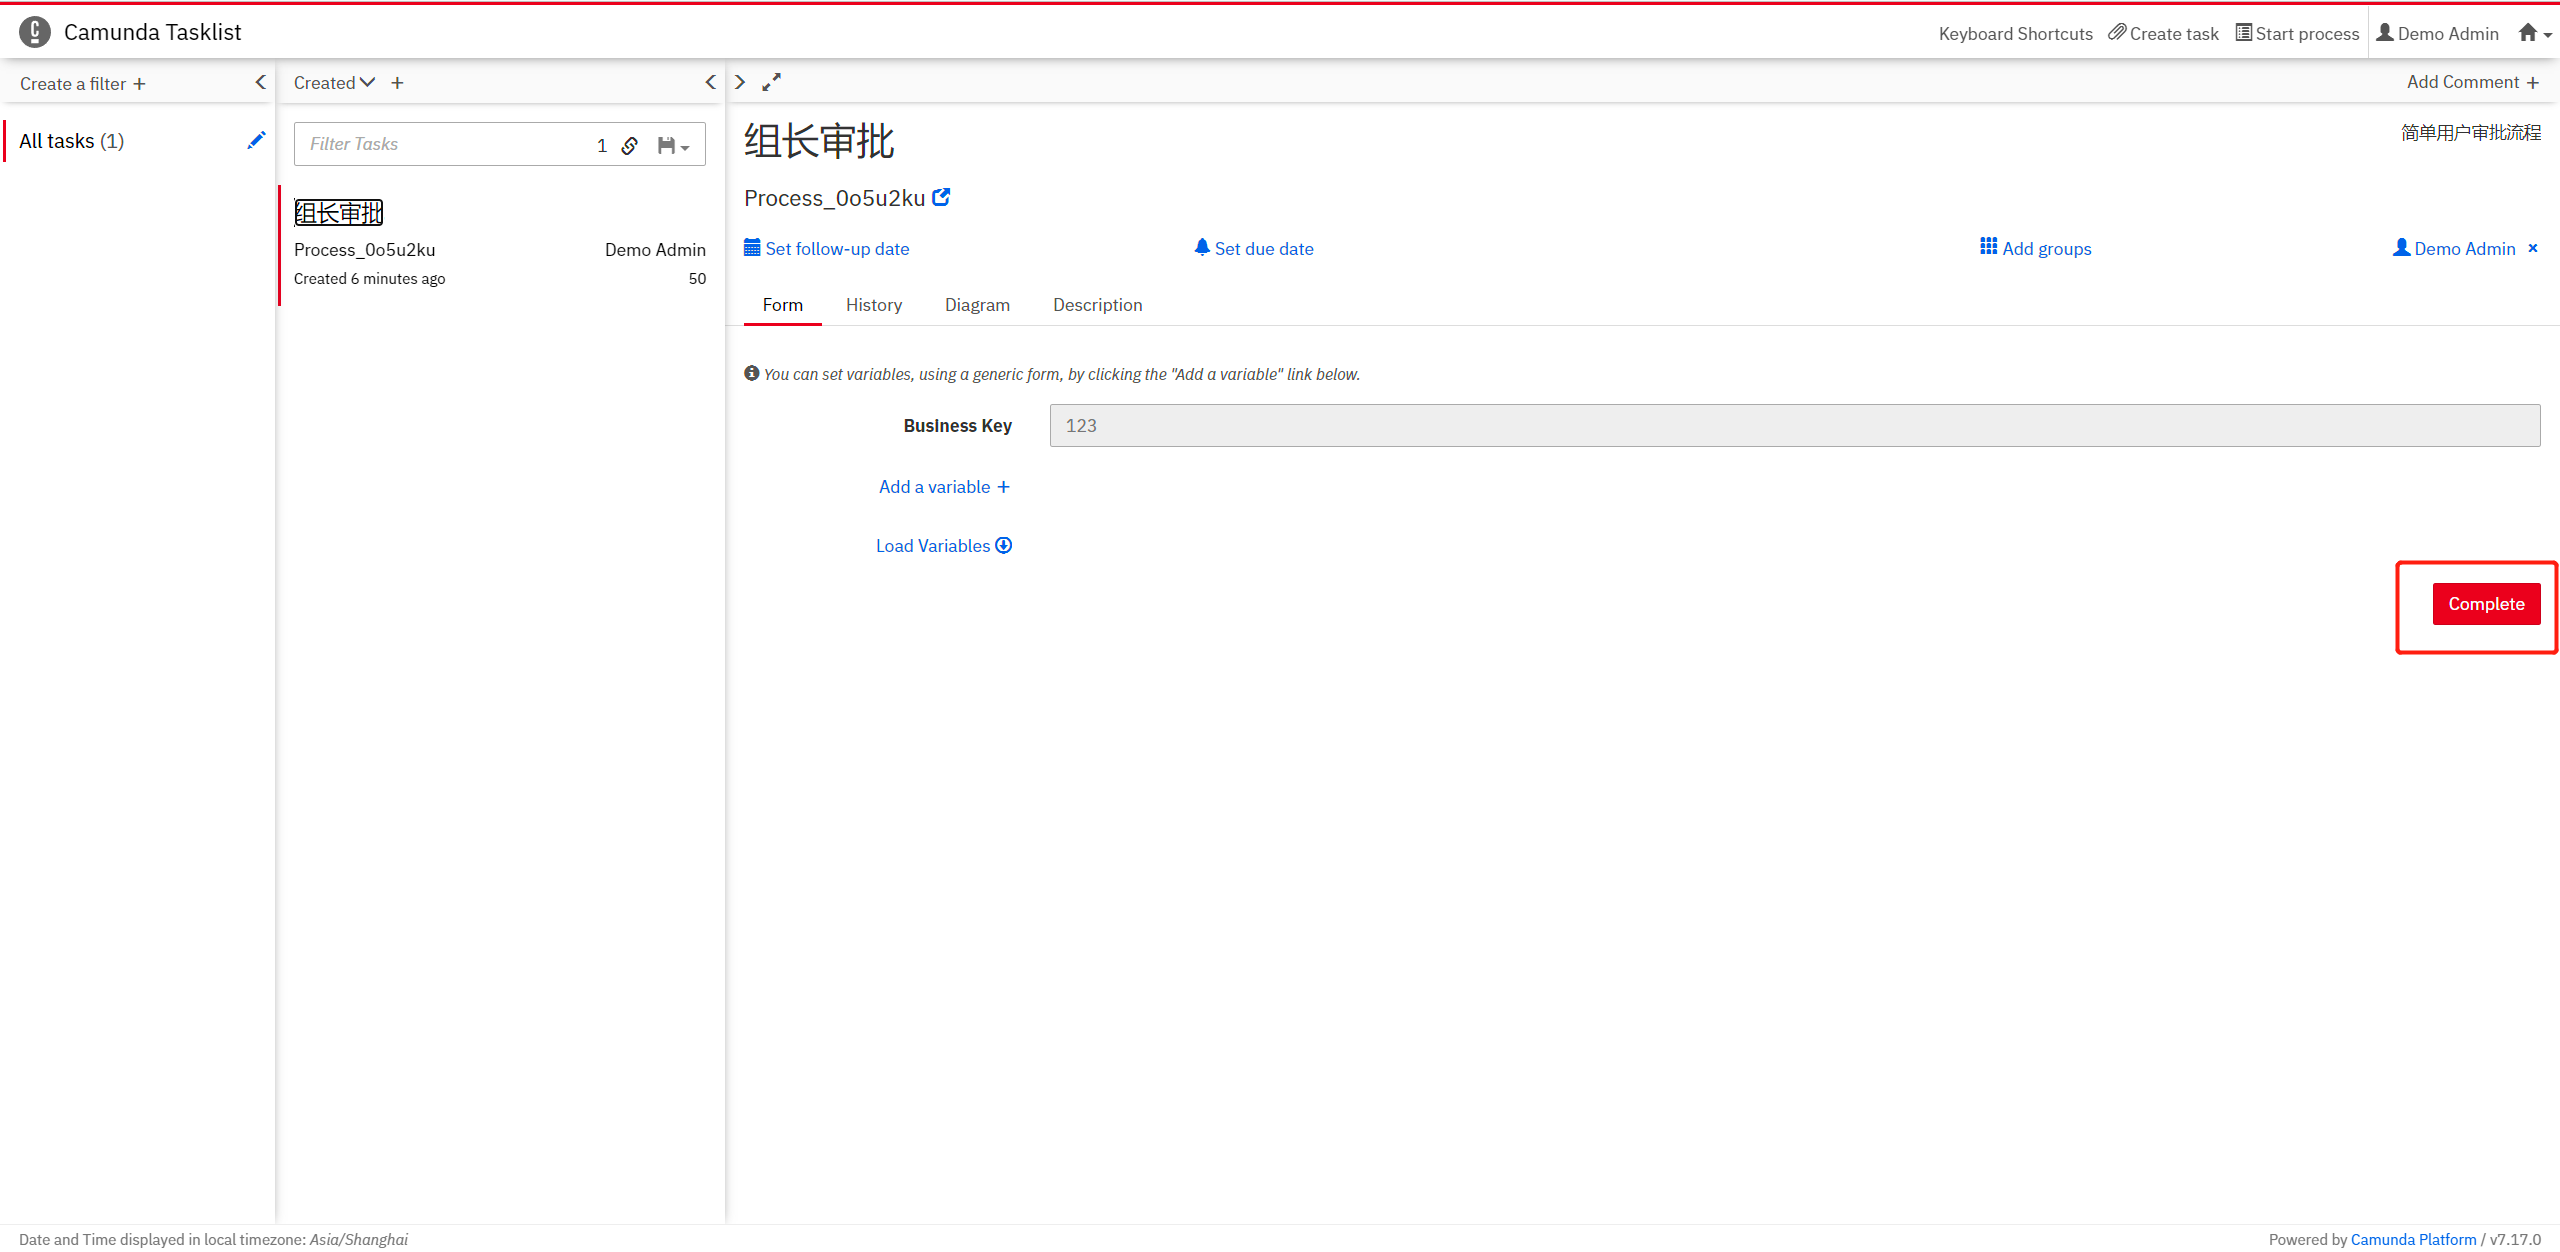 Camunda Tasklist
Keyboard Shortcuts Create task Start process Demo Admin
Create a filter +
Created +
Add Comment +
All tasks (1)
Filter Tasks 1
组长审批
Process_0o5u2ku Demo Admin
Created 6 minutes ago 50
组长审批
简单用户审批流程
Process_0o5u2ku
Set follow-up date Set due date Add groups Demo Admin ×
Form History Diagram Description
You can set variables, using a generic form, by clicking the "Add a variable" link below.
Business Key 123
Add a variable +
Load Variables
Complete
Date and Time displayed in local timezone: Asia/Shanghai
Powered by Camunda Platform / v7.17.0